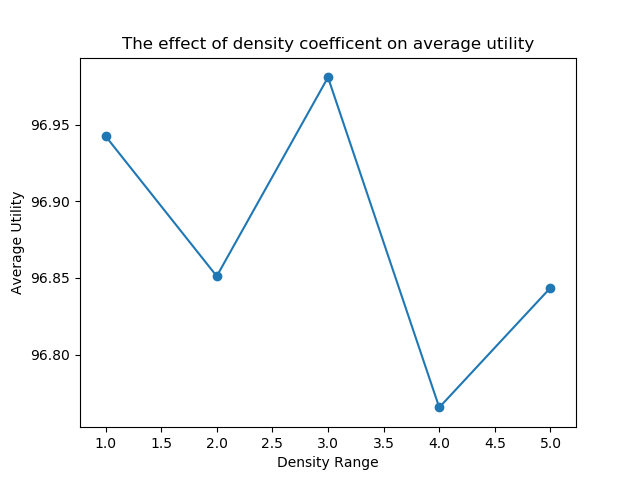 The effect of density coefficent on average utility
96.95
96.90
96.85
96.80
Average Utility
1.0 1.5 2.0 2.5 3.0 3.5 4.0 4.5 5.0
Density Range